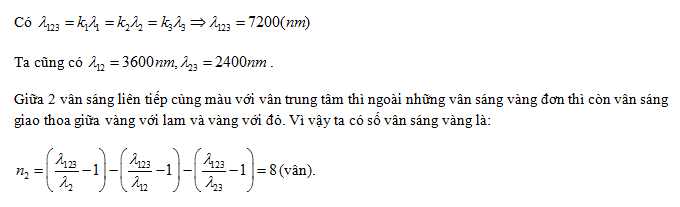 Có λ₁₂₃ = k₁λ₁ = k₂λ₂ = k₃λ₃ ⇒ λ₁₂₃ = 7200(nm)
Ta cũng có λ₁₂ = 3600nm, λ₂₃ = 2400nm .
Giữa 2 vân sáng liên tiếp cùng màu với vân trung tâm thì ngoài những vân sáng vàng đơn thì còn vân sáng
giao thoa giữa vàng với lam và vàng với đỏ. Vì vậy ta có số vân sáng vàng là:
n₂ = (λ₁₂₃/λ₂ − 1) − (λ₁₂₃/λ₁₂ − 1) − (λ₁₂₃/λ₂₃ − 1) = 8 (vân).